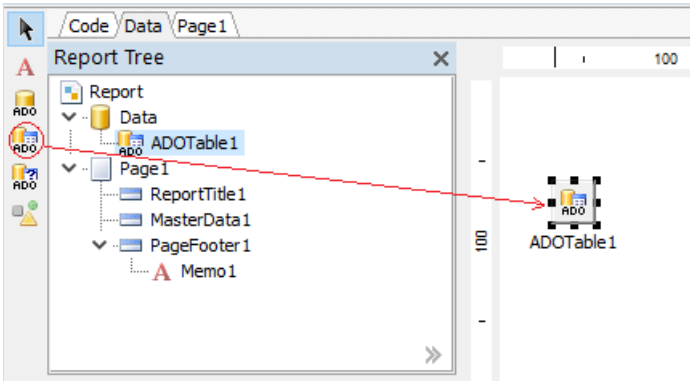 Code Data Page1
Report Tree
100
A
Report
ADO
Data
ADO
ADOTable1
ADO
Page1
ADO
ReportTitle1
ADO
MasterData1
100
ADOTable1
PageFooter1
A Memo1